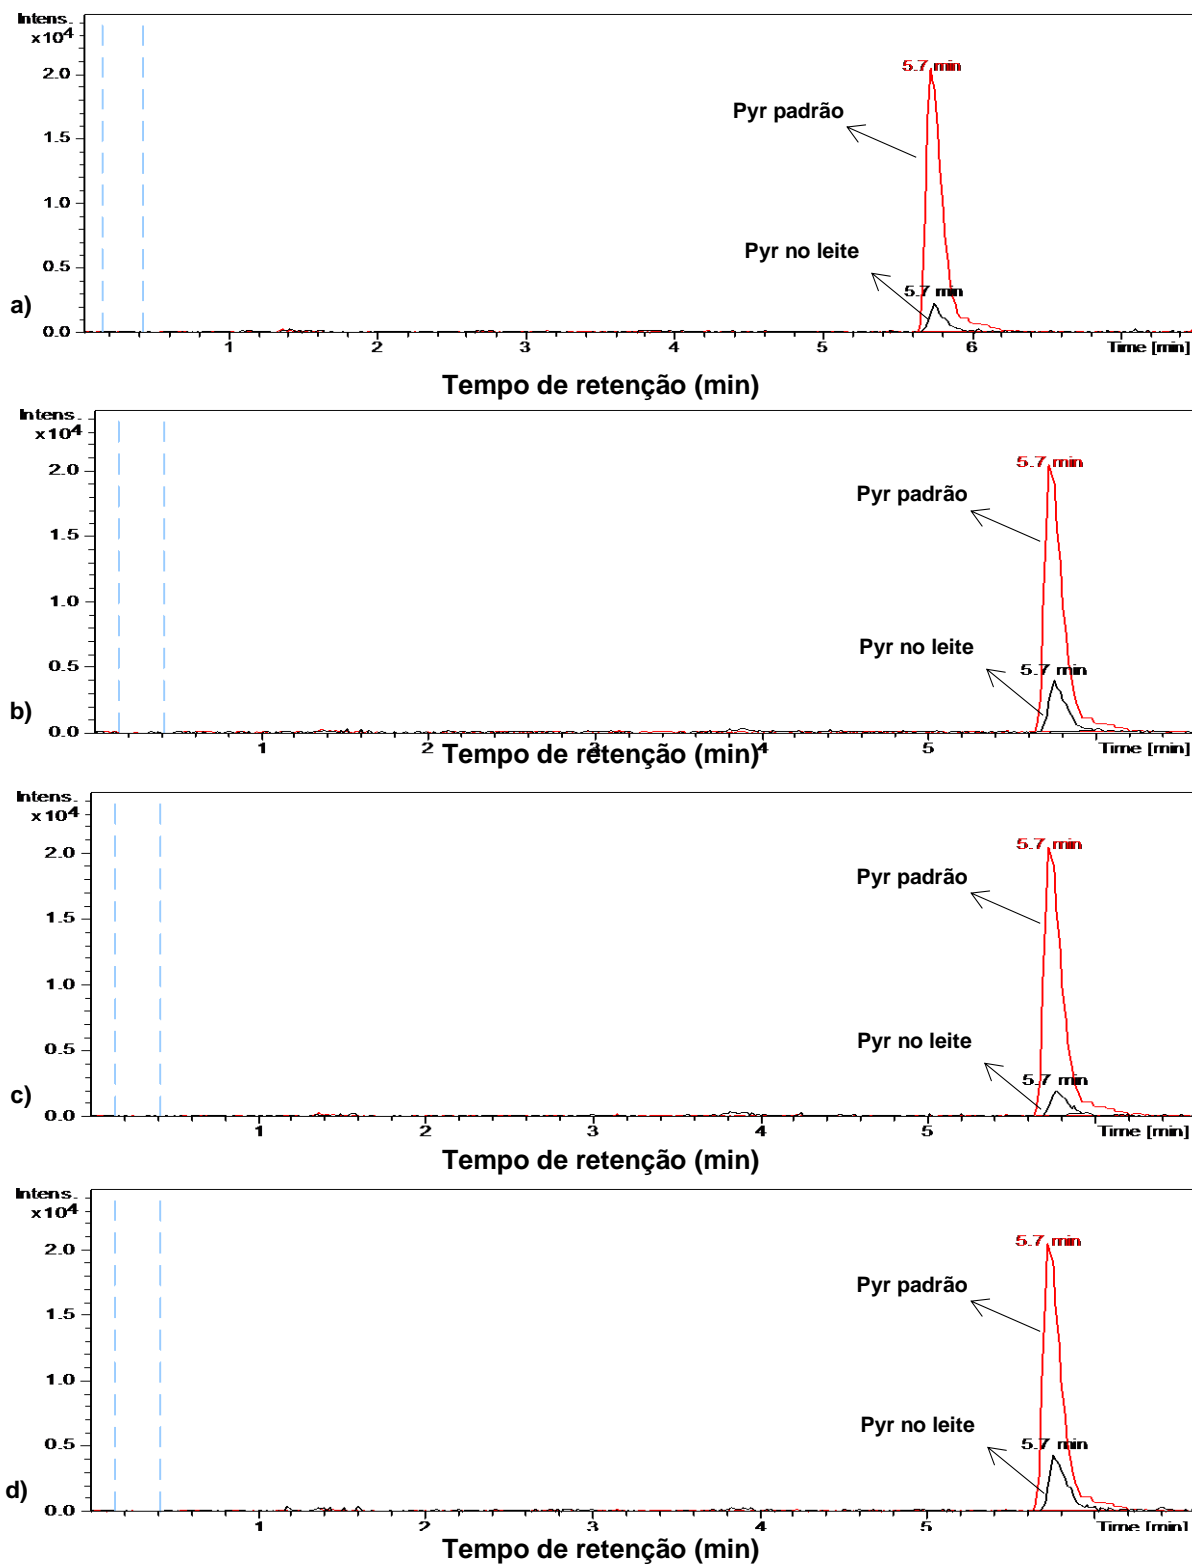 Intens.
x10⁴
2.0
1.5
1.0
0.5
0.0
5.7 min
Pyr padrão
Pyr no leite
5.7 min
a)
1 2 3 4 5 6 Time [min]
Tempo de retenção (min)
Intens.
x10⁴
2.0
1.5
1.0
0.5
0.0
5.7 min
Pyr padrão
Pyr no leite
5.7 min
b)
1 2 3 4 5 Time [min]
Tempo de retenção (min)
Intens.
x10⁴
2.0
1.5
1.0
0.5
0.0
5.7 min
Pyr padrão
Pyr no leite
5.7 min
c)
1 2 3 4 5 Time [min]
Tempo de retenção (min)
Intens.
x10⁴
2.0
1.5
1.0
0.5
0.0
5.7 min
Pyr padrão
Pyr no leite
5.7 min
d)
1 2 3 4 5 Time [min]
Tempo de retenção (min)